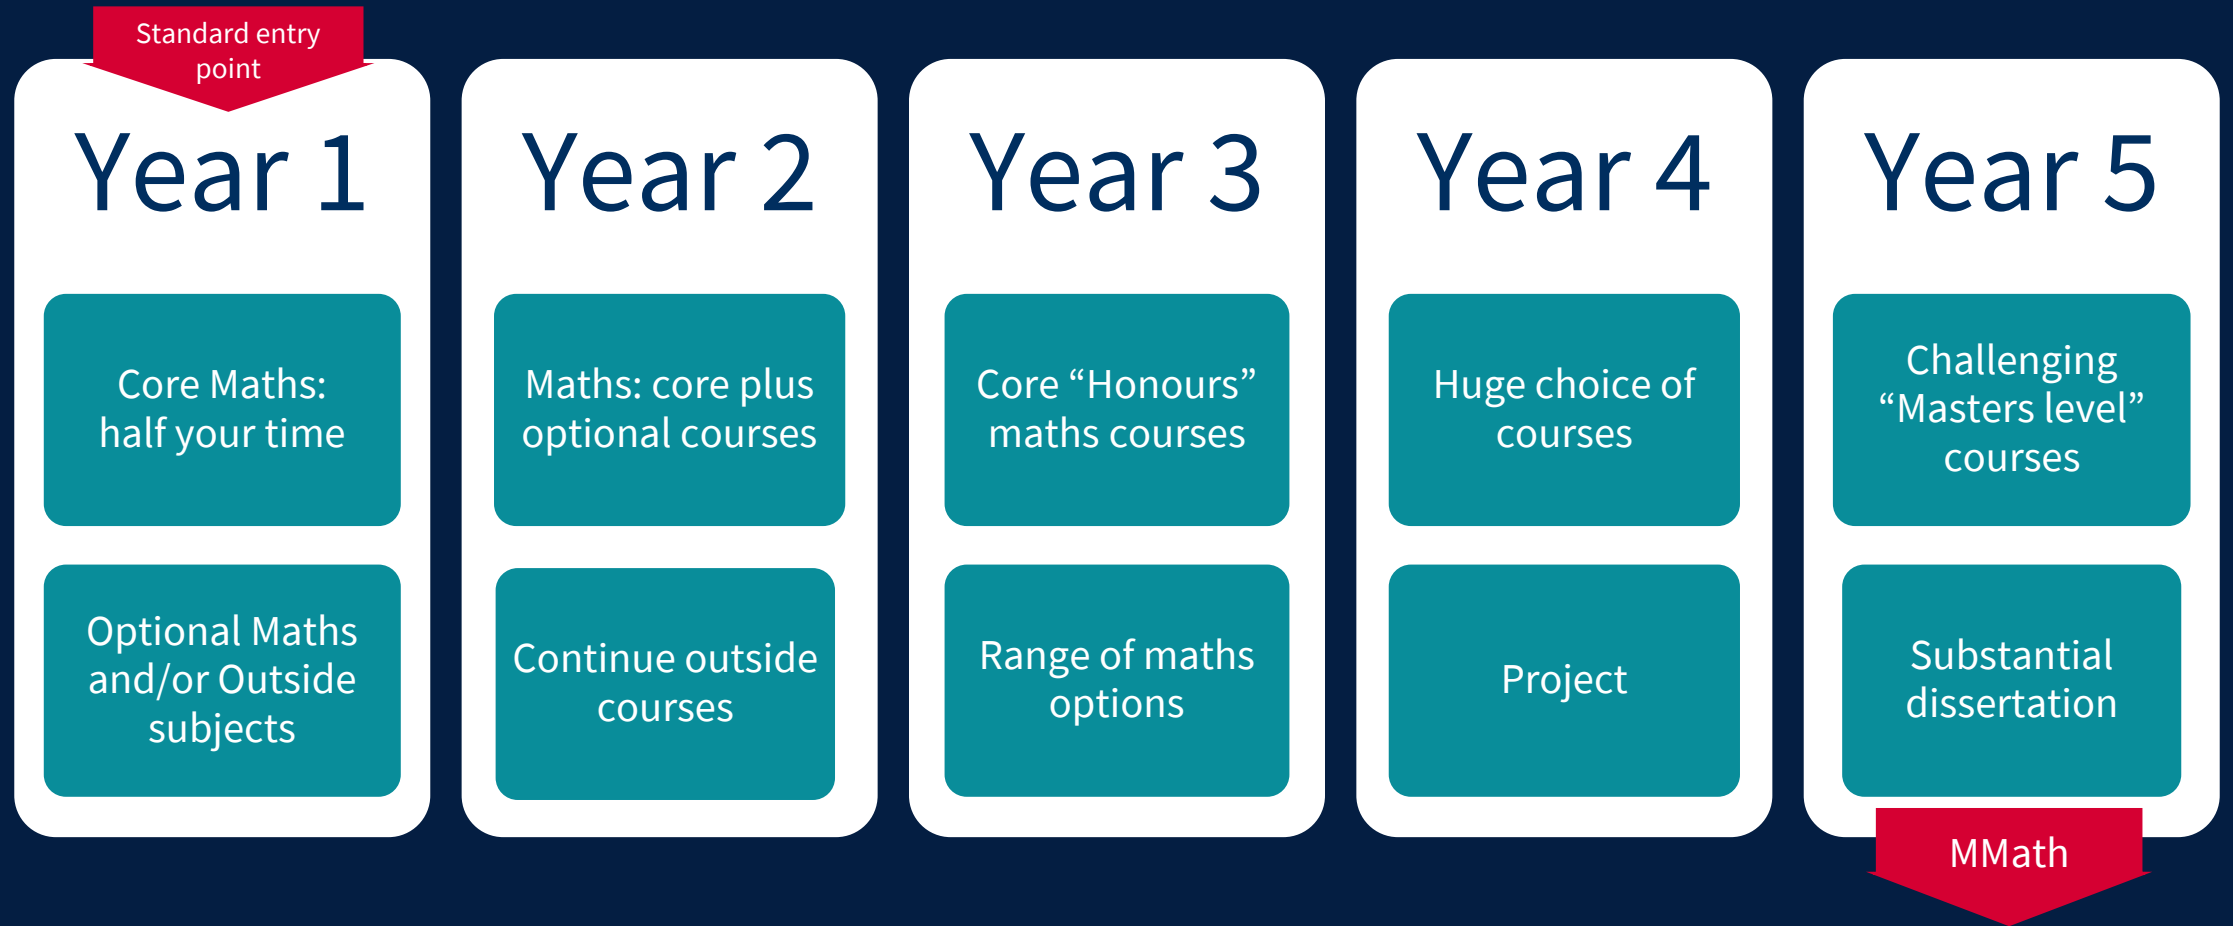 Standard entry
point
Year 1
Core Maths:
half your time
Optional Maths
and/or Outside
subjects
Year 2
Maths: core plus
optional courses
Continue outside
courses
Year 3
Core “Honours”
maths courses
Range of maths
options
Year 4
Huge choice of
courses
Project
Year 5
Challenging
“Masters level”
courses
Substantial
dissertation
MMath